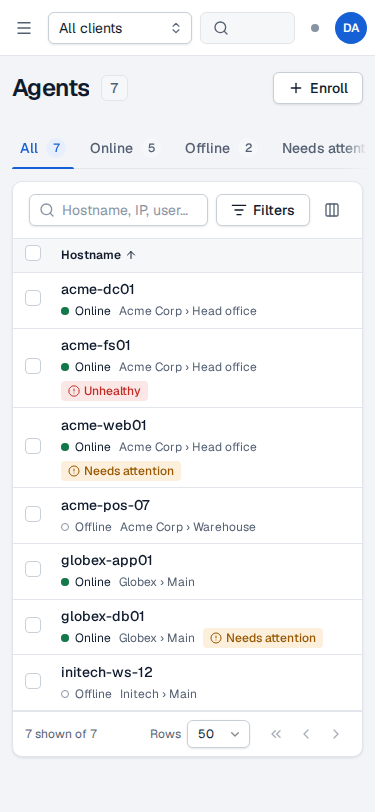 All clients
DA
Agents 7
Enroll
All 7 Online 5 Offline 2 Needs attent
Hostname, IP, user... Filters
Hostname ↑
acme-dc01
Online Acme Corp › Head office
acme-fs01
Online Acme Corp › Head office
Unhealthy
acme-web01
Online Acme Corp › Head office
Needs attention
acme-pos-07
Offline Acme Corp › Warehouse
globex-app01
Online Globex › Main
globex-db01
Online Globex › Main Needs attention
initech-ws-12
Offline Initech › Main
7 shown of 7 Rows 50